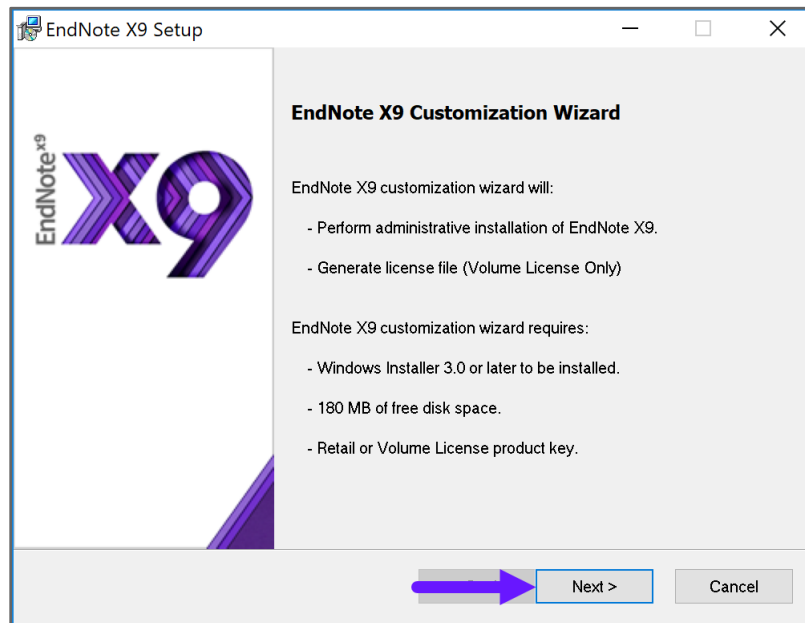 EndNote X9 Setup
EndNote x9
X9
EndNote X9 Customization Wizard
EndNote X9 customization wizard will:
- Perform administrative installation of EndNote X9.
- Generate license file (Volume License Only)
EndNote X9 customization wizard requires:
- Windows Installer 3.0 or later to be installed.
- 180 MB of free disk space.
- Retail or Volume License product key.
Next >
Cancel